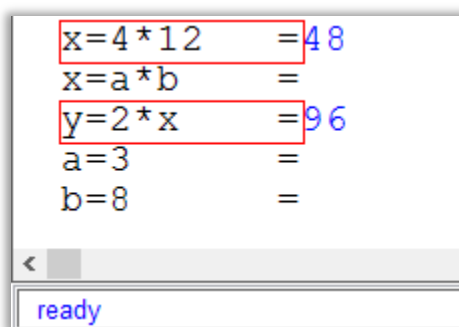 x=4*12 =48
x=a*b =
y=2*x =96
a=3 =
b=8 =
<
ready